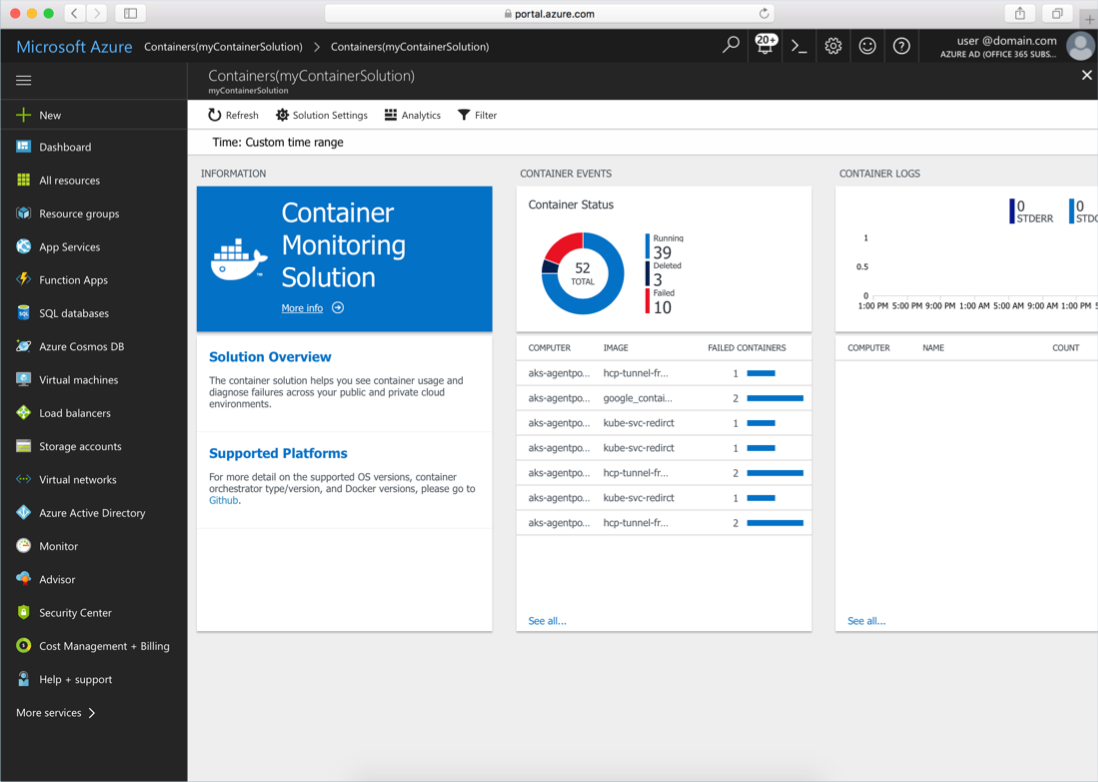 portal.azure.com
Microsoft Azure Containers(myContainerSolution) > Containers(myContainerSolution)
20+
user @domain.com
AZURE AD (OFFICE 365 SUBS...
Containers(myContainerSolution)
myContainerSolution
New
Dashboard
All resources
Resource groups
App Services
Function Apps
SQL databases
Azure Cosmos DB
Virtual machines
Load balancers
Storage accounts
Virtual networks
Azure Active Directory
Monitor
Advisor
Security Center
Cost Management + Billing
Help + support
More services
Refresh Solution Settings Analytics Filter
Time: Custom time range
INFORMATION
Container
Monitoring
Solution
More info
Solution Overview
The container solution helps you see container usage and
diagnose failures across your public and private cloud
environments.
Supported Platforms
For more detail on the supported OS versions, container
orchestrator type/version, and Docker versions, please go to
Github.
CONTAINER EVENTS
Container Status
52
TOTAL
Running
39
Deleted
3
Failed
10
COMPUTER IMAGE FAILED CONTAINERS
aks-agentpo... hcp-tunnel-fr... 1
aks-agentpo... google_contai... 2
aks-agentpo... kube-svc-redirct 1
aks-agentpo... kube-svc-redirct 1
aks-agentpo... hcp-tunnel-fr... 2
aks-agentpo... kube-svc-redirct 1
aks-agentpo... hcp-tunnel-fr... 2
See all...
CONTAINER LOGS
0 0
STDERR STDO
1
0.5
0
1:00 PM 5:00 PM 9:00 PM 1:00 AM 5:00 AM 9:00 AM 1:00 PM 5
COMPUTER NAME COUNT
See all...